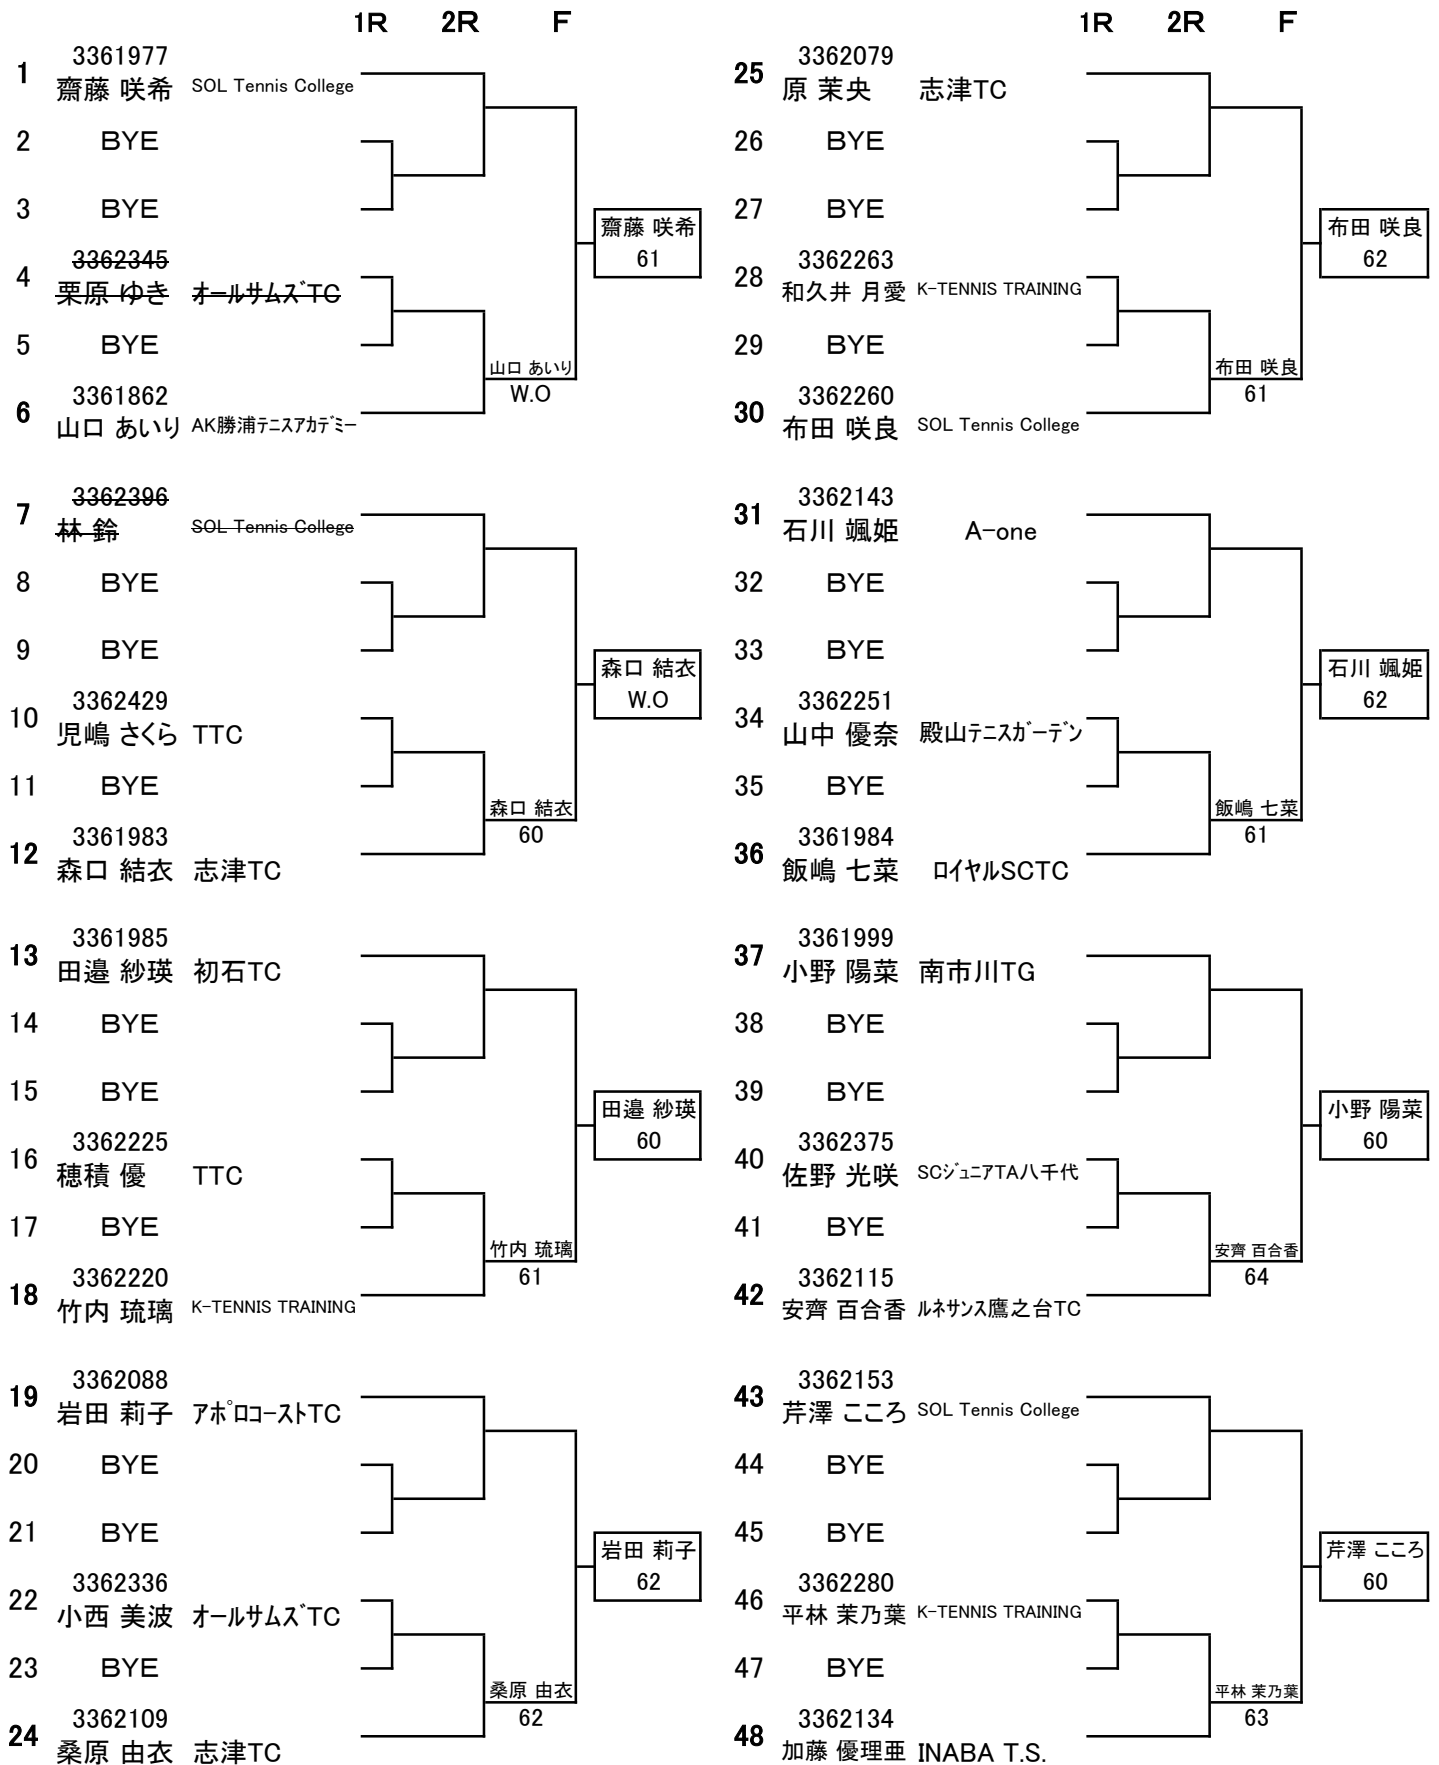 1R 2R F
3361977
1 齋藤 咲希 SOL Tennis College
2 BYE
3 BYE
齋藤 咲希
61
3362345
4 栗原 ゆき オールサムズTC
5 BYE
山口 あいり
W.O
3361862
6 山口 あいり AK勝浦テニスアカデミー
3362396
7 林 鈴 SOL Tennis College
8 BYE
9 BYE
森口 結衣
W.O
3362429
10 児嶋 さくら TTC
11 BYE
森口 結衣
60
3361983
12 森口 結衣 志津TC
3361985
13 田邉 紗瑛 初石TC
14 BYE
15 BYE
田邉 紗瑛
60
3362225
16 穂積 優 TTC
17 BYE
竹内 琉璃
61
3362220
18 竹内 琉璃 K-TENNIS TRAINING
3362088
19 岩田 莉子 アポロコーストTC
20 BYE
21 BYE
岩田 莉子
62
3362336
22 小西 美波 オールサムズTC
23 BYE
桑原 由衣
62
3362109
24 桑原 由衣 志津TC
1R 2R F
3362079
25 原 茉央 志津TC
26 BYE
27 BYE
布田 咲良
62
3362263
28 和久井 月愛 K-TENNIS TRAINING
29 BYE
布田 咲良
61
3362260
30 布田 咲良 SOL Tennis College
3362143
31 石川 颯姫 A-one
32 BYE
33 BYE
石川 颯姫
62
3362251
34 山中 優奈 殿山テニスガーデン
35 BYE
飯嶋 七菜
61
3361984
36 飯嶋 七菜 ロイヤルSCTC
3361999
37 小野 陽菜 南市川TG
38 BYE
39 BYE
小野 陽菜
60
3362375
40 佐野 光咲 SCジュニアTA八千代
41 BYE
安齊 百合香
64
3362115
42 安齊 百合香 ルネサンス鷹之台TC
3362153
43 芹澤 こころ SOL Tennis College
44 BYE
45 BYE
芹澤 こころ
60
3362280
46 平林 茉乃葉 K-TENNIS TRAINING
47 BYE
平林 茉乃葉
63
3362134
48 加藤 優理亜 INABA T.S.